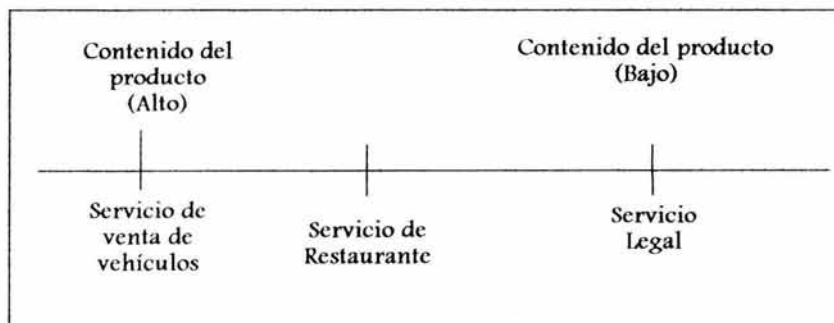 Contenido del
producto
(Alto)
Contenido del producto
(Bajo)
Servicio de
venta de
vehículos
Servicio de
Restaurante
Servicio
Legal